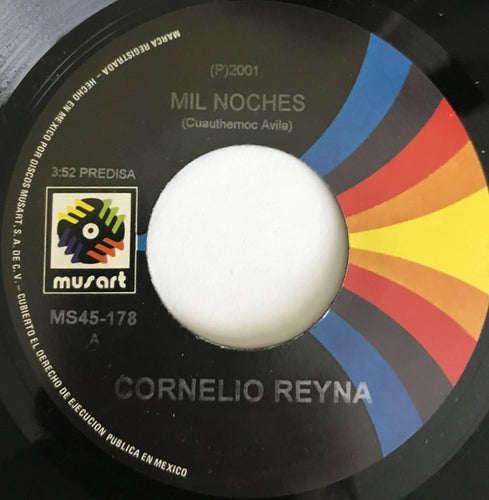 (P)2001
MIL NOCHES
(Cuauthemoc Avila)
3:52 PREDISA
musart
MS45-178
A
CORNELIO REYNA
MARCA REGISTRADA - HECHO EN MEXICO POR DISCOS MUSART, S.A. DE C.V. - CUBIERTO EL DERECHO DE EJECUCION PUBLICA EN MEXICO